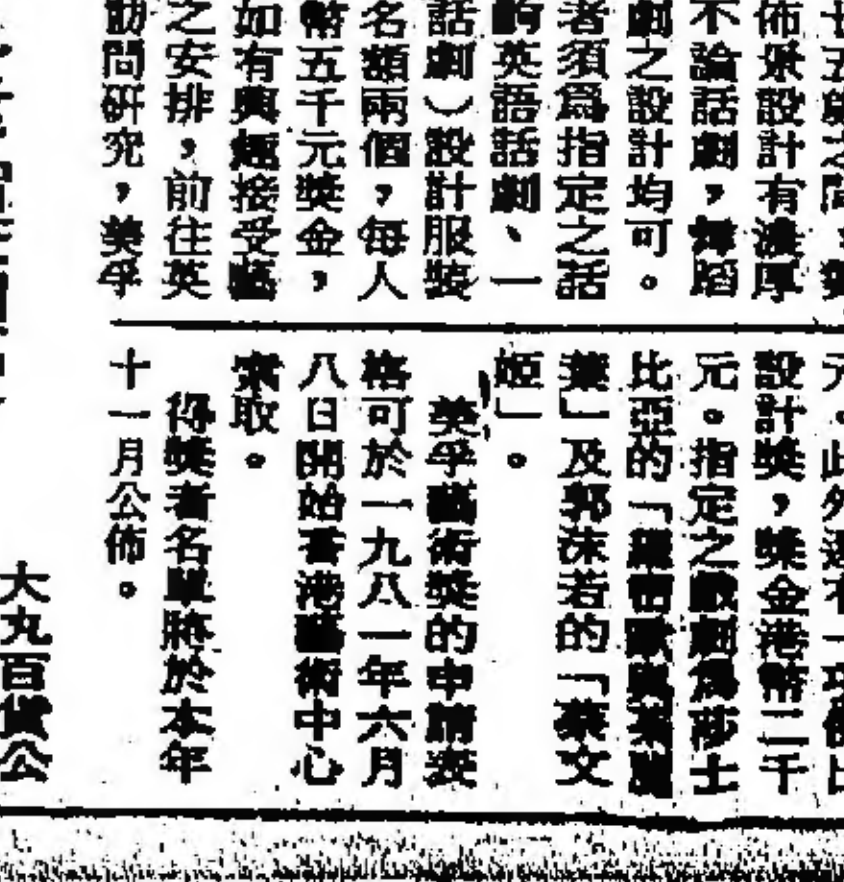 十五歲之間、
佈景設計有濃厚
不論話劇,舞蹈
劇之設計均可。
者須爲指定之話
的英語話劇、一
話劇)設計服裝
名額兩個,每人
幣五千元獎金,
如有興趣接受藝
之安排,前往英
訪問研究,美孚
元。此外還有一項
設計獎,獎金港幣二千
元。指定之戲劇爲莎士
比亞的「羅密歐與茱麗
葉」及郭沫若的「蔡文
姬」。
美孚藝術獎的申請表
格可於一九八一年六月
八日開始香港藝術中心
索取。
得獎者名單將於本年
十一月公佈。
大丸百貨公